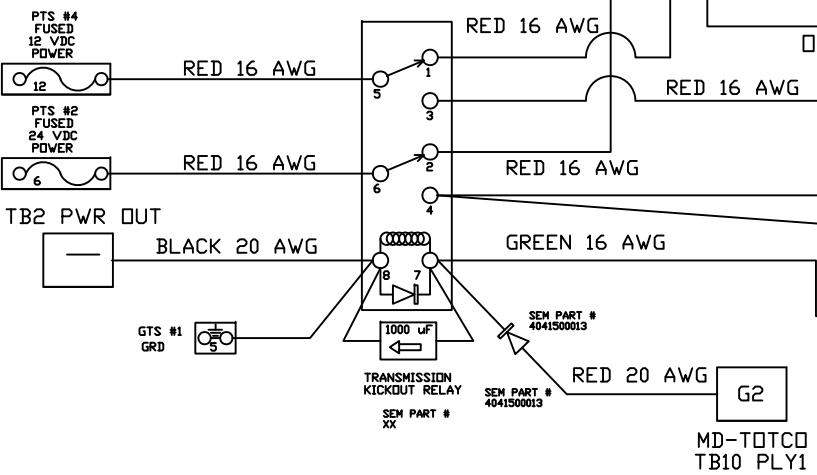 PTS #4
FUSED
12 VDC
POWER
12
RED 16 AWG
RED 16 AWG
1
5
3
RED 16 AWG
PTS #2
FUSED
24 VDC
POWER
6
RED 16 AWG
2
6
RED 16 AWG
4
TB2 PWR OUT
BLACK 20 AWG
GREEN 16 AWG
8
7
GTS #1
GRD
5
1000 uF
SEM PART #
4041500013
TRANSMISSION
KICKOUT RELAY
SEM PART #
XX
SEM PART #
4041500013
RED 20 AWG
G2
MD-TOTCO
TB10 PLY1